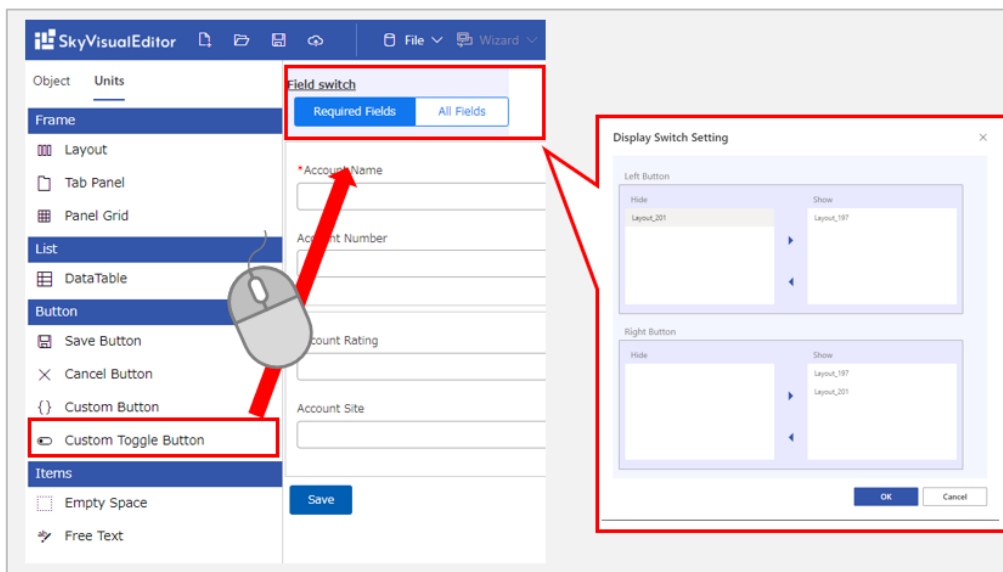 SkyVisualEditor
File
Wizard
Object Units
Frame
Layout
Tab Panel
Panel Grid
List
DataTable
Button
Save Button
Cancel Button
{} Custom Button
Custom Toggle Button
Items
Empty Space
Free Text
Field switch
Required Fields All Fields
*Account Name
Account Number
Account Rating
Account Site
Save
Display Switch Setting
Left Button
Hide Show
Layout_201 Layout_197
Right Button
Hide Show
Layout_197
Layout_201
OK Cancel